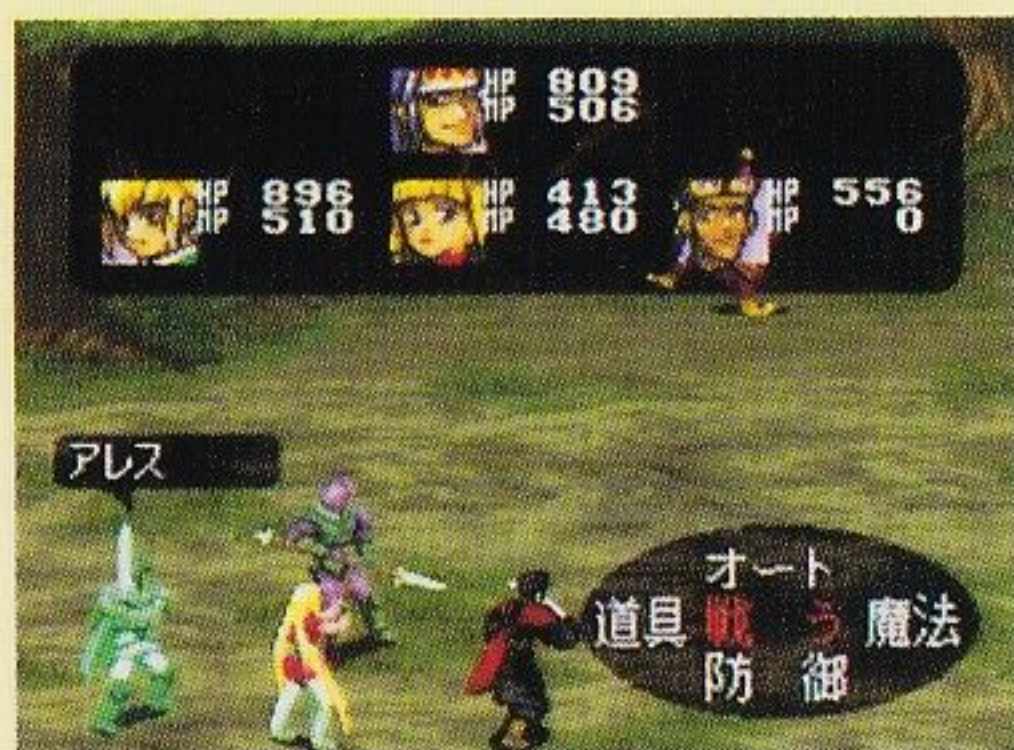 HP 809
MP 506
HP 896
MP 510
HP 413
MP 480
HP 556
MP 0
アレス
オート
道具 戦う 魔法
防御